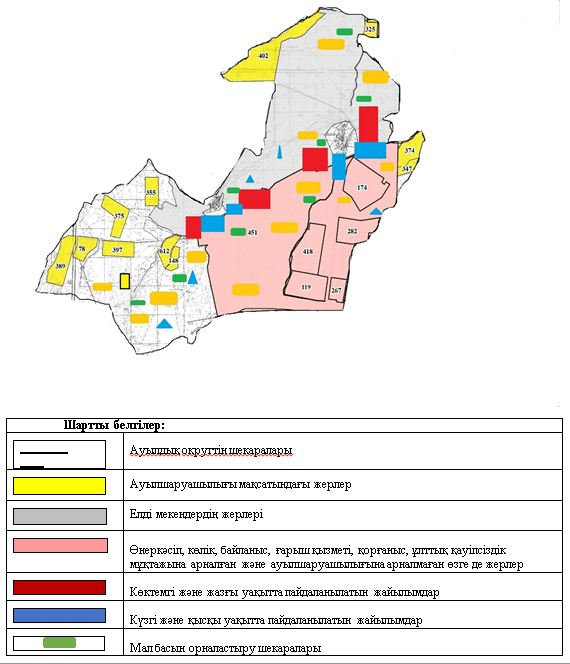 325
402
374
347
174
355
375
282
451
612
78
397
148
418
389
119
267
Шартты белгілер:
Ауылдық округтің шекаралары
Ауылшаруашылығы мақсатындағы жерлер
Елді мекендердің жерлері
Өнеркәсіп, көлік, байланыс, ғарыш қызметі, қорғаныс, ұлттық қауіпсіздік
мұқтажына арналған және ауылшаруашылығына арналмаған өзге де жерлер
Көктемгі және жазғы уақытта пайдаланылатын жайылымдар
Күзгі және қысқы уақытта пайдаланылатын жайылымдар
Мал басын орналастыру шекаралары